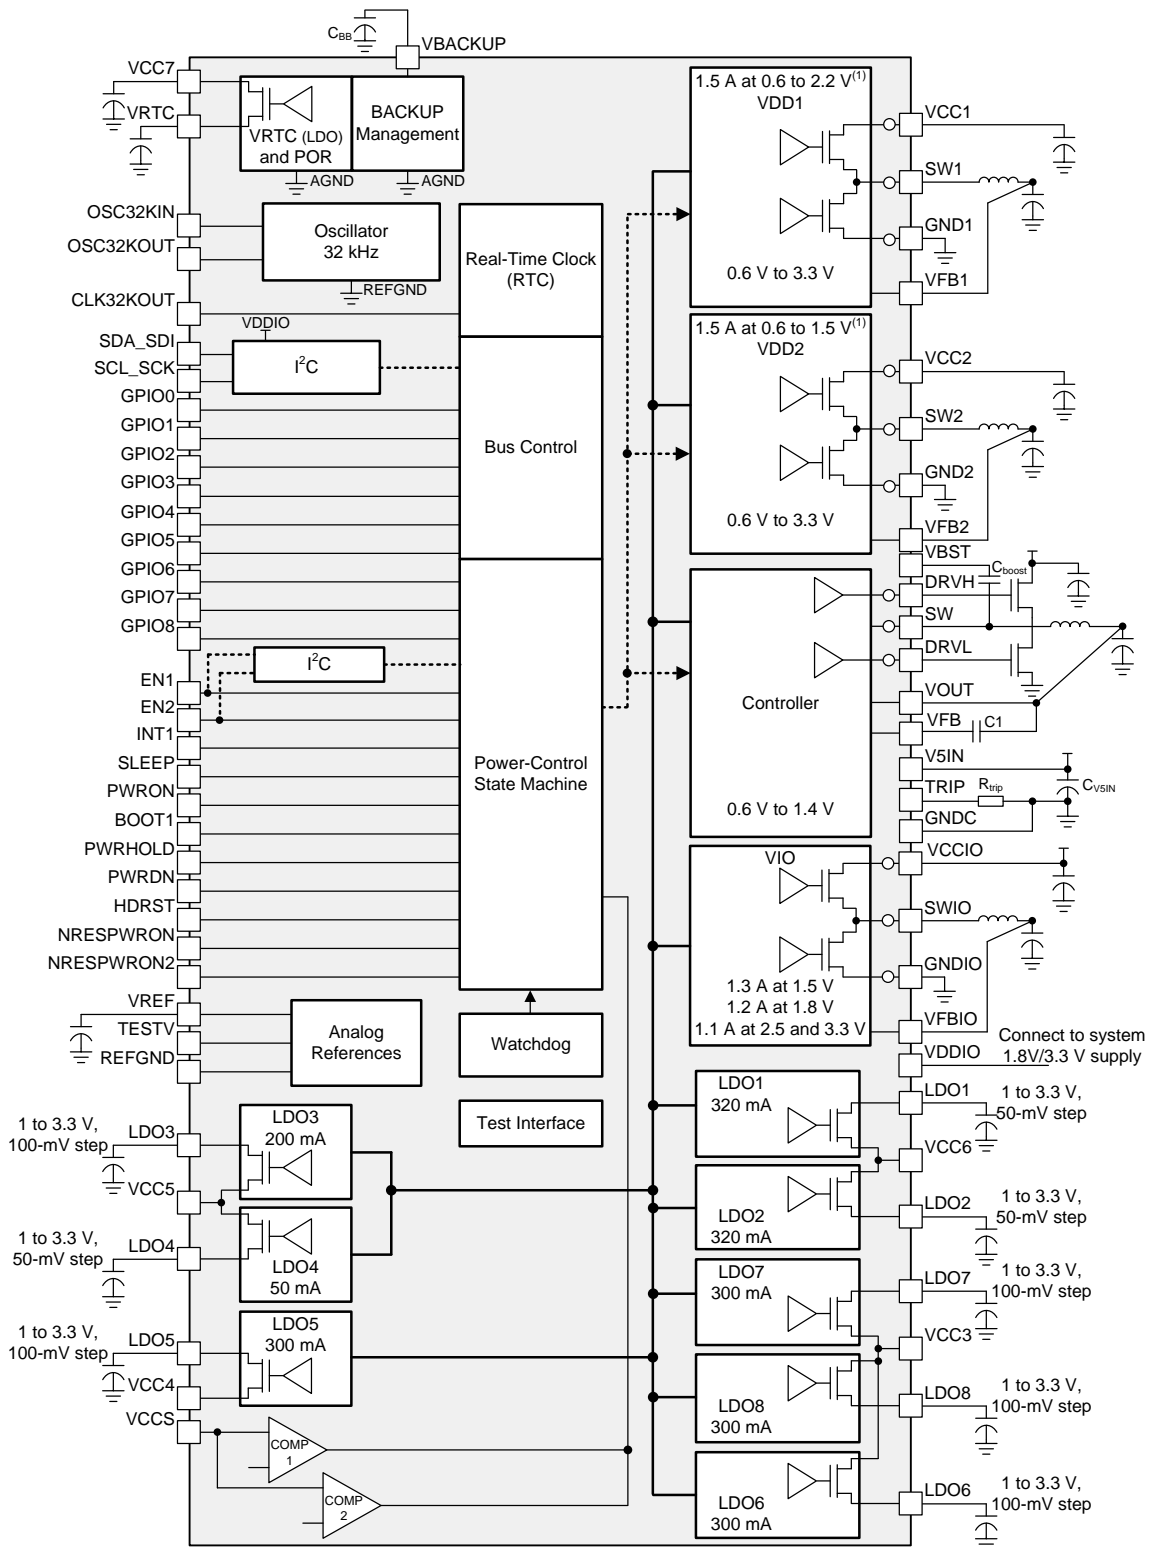 C_BB
VBACKUP
VCC7
VRTC
VRTC (LDO)
and POR
BACKUP
Management
AGND
AGND
OSC32KIN
OSC32KOUT
Oscillator
32 kHz
REFGND
CLK32KOUT
SDA_SDI
SCL_SCK
VDDIO
I²C
GPIO0
GPIO1
GPIO2
GPIO3
GPIO4
GPIO5
GPIO6
GPIO7
GPIO8
I²C
EN1
EN2
INT1
SLEEP
PWRON
BOOT1
PWRHOLD
PWRDN
HDRST
NRESPWRON
NRESPWRON2
VREF
TESTV
REFGND
Analog
References
Real-Time Clock
(RTC)
Bus Control
Power-Control
State Machine
Watchdog
Test Interface
1 to 3.3 V,
100-mV step
LDO3
LDO3
200 mA
VCC5
1 to 3.3 V,
50-mV step
LDO4
LDO4
50 mA
1 to 3.3 V,
100-mV step
LDO5
LDO5
300 mA
VCC4
VCCS
COMP
1
COMP
2
1.5 A at 0.6 to 2.2 V(1)
VDD1
0.6 V to 3.3 V
VCC1
SW1
GND1
VFB1
1.5 A at 0.6 to 1.5 V(1)
VDD2
0.6 V to 3.3 V
VCC2
SW2
GND2
VFB2
VBST
C_boost
DRVH
SW
DRVL
VOUT
VFB
C1
Controller
0.6 V to 1.4 V
V5IN
TRIP
R_trip
C_V5IN
GNDC
VIO
1.3 A at 1.5 V
1.2 A at 1.8 V
1.1 A at 2.5 and 3.3 V
VCCIO
SWIO
GNDIO
VFBIO
VDDIO
Connect to system
1.8V/3.3 V supply
LDO1
320 mA
LDO1
1 to 3.3 V,
50-mV step
VCC6
LDO2
320 mA
LDO2
1 to 3.3 V,
50-mV step
LDO7
300 mA
LDO7
1 to 3.3 V,
100-mV step
VCC3
LDO8
300 mA
LDO8
1 to 3.3 V,
100-mV step
LDO6
300 mA
LDO6
1 to 3.3 V,
100-mV step